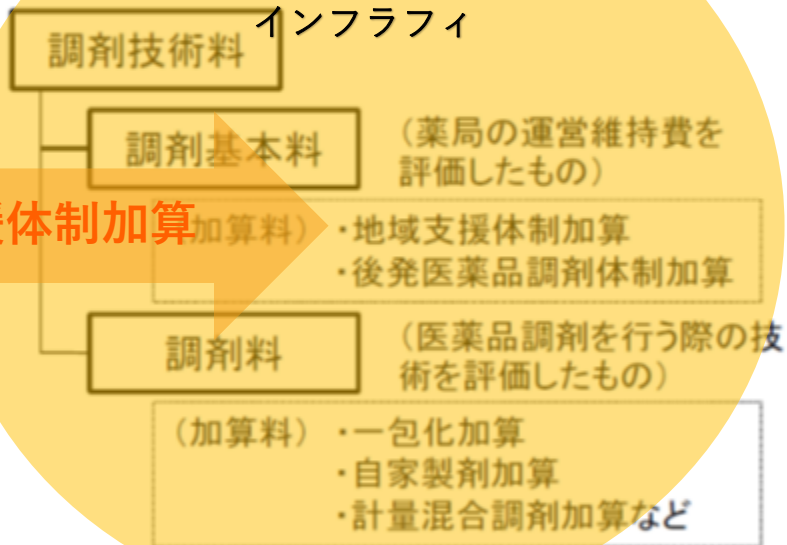 インフラフィ
調剤技術料
調剤基本料
（薬局の運営維持費を
評価したもの）
体制加算
（加算料）・地域支援体制加算
・後発医薬品調剤体制加算
調剤料
（医薬品調剤を行う際の技
術を評価したもの）
（加算料）・一包化加算
・自家製剤加算
・計量混合調剤加算など